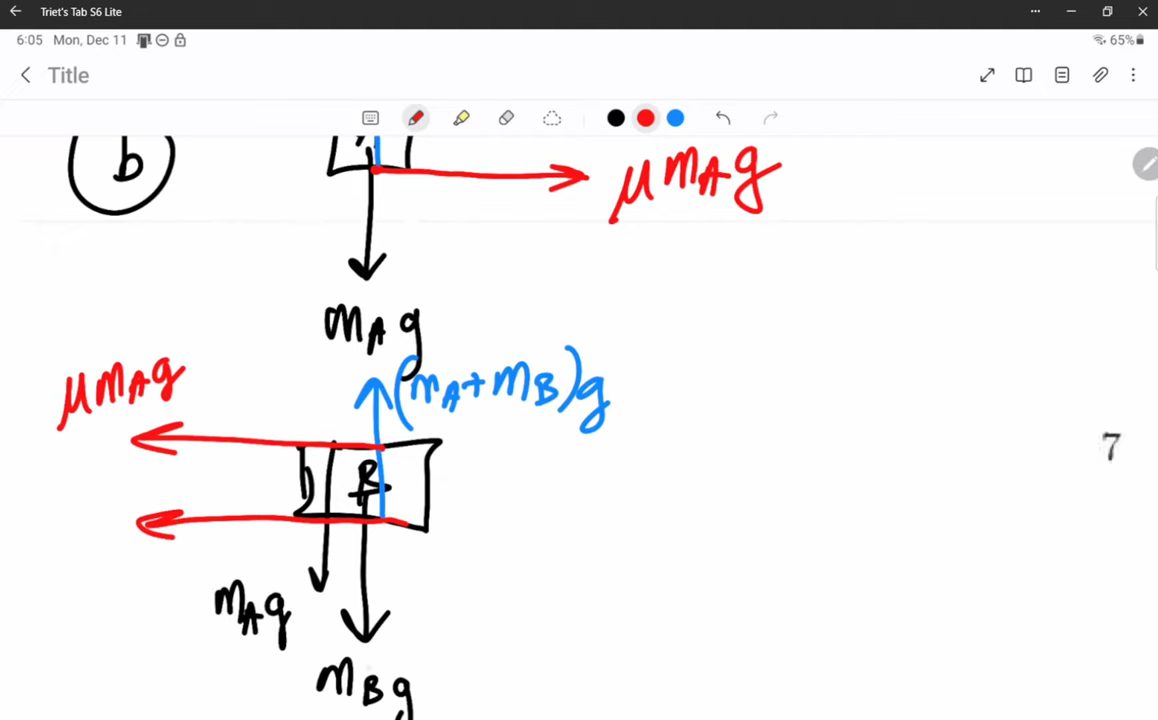 Triet's Tab S6 Lite
6:05 Mon, Dec 11 65%
Title
b
μmAg
mAg
μmAg
(mA+mB)g
B
7
mAg
mBg